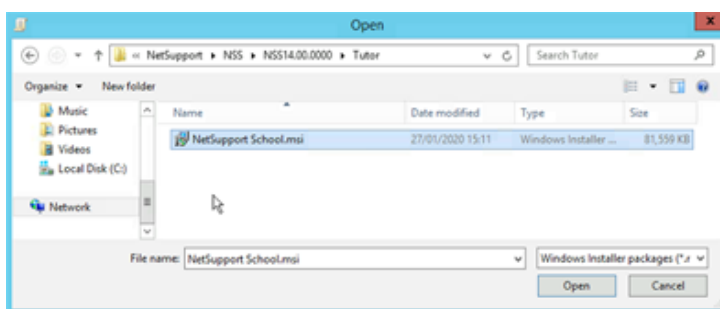 Open
x
« NetSupport ▸ NSS ▸ NSS14.00.0000 ▸ Tutor
Search Tutor
Organize ▾ New folder
Name Date modified Type Size
Music
Pictures
Videos
Local Disk (C:)
Network
NetSupport School.msi 27/01/2020 15:11 Windows Installer ... 81,559 KB
File name: NetSupport School.msi
Windows Installer packages (*.r
Open Cancel